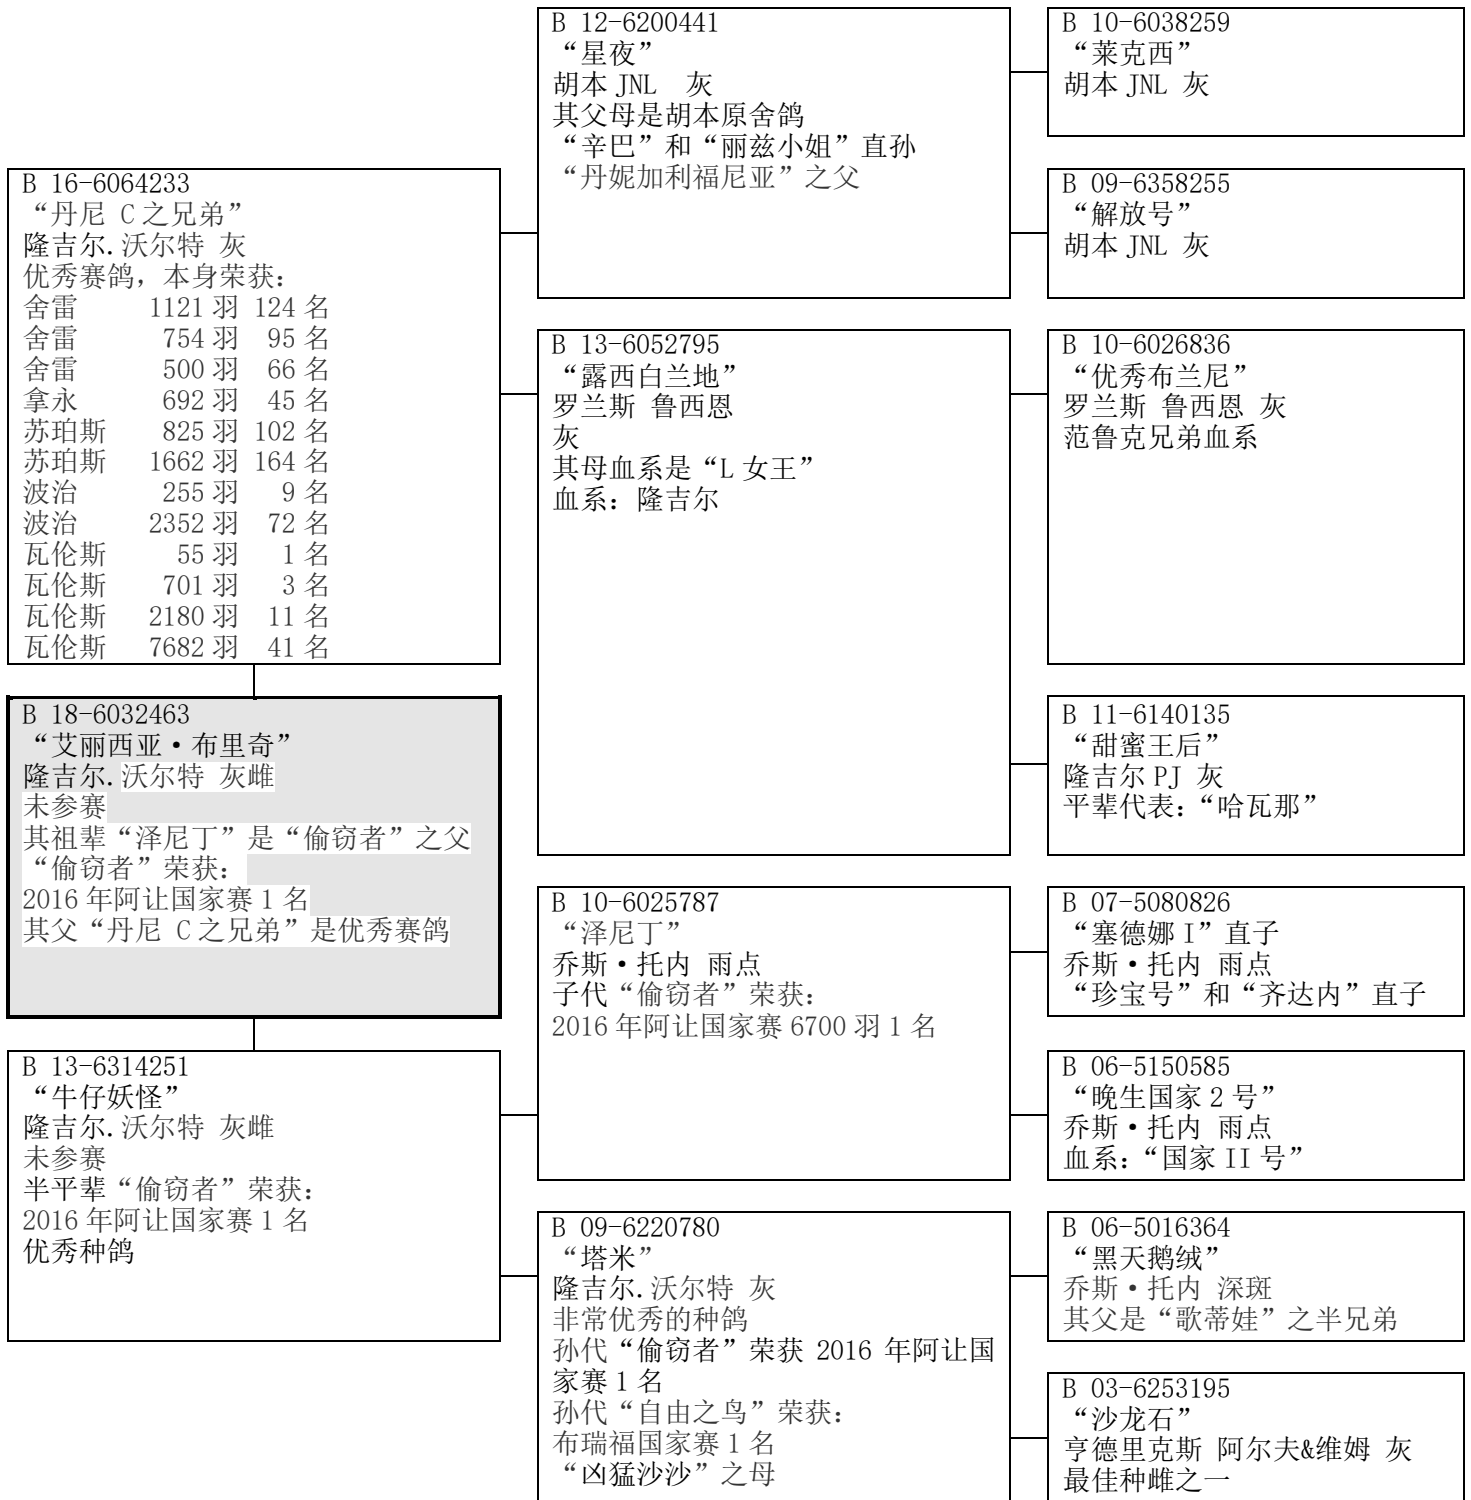 B 16-6064233
“丹尼 C之兄弟”
隆吉尔.沃尔特 灰
优秀赛鸽，本身荣获：
舍雷 1121羽 124名
舍雷 754羽 95名
舍雷 500羽 66名
拿永 692羽 45名
苏珀斯 825羽 102名
苏珀斯 1662羽 164名
波治 255羽 9名
波治 2352羽 72名
瓦伦斯 55羽 1名
瓦伦斯 701羽 3名
瓦伦斯 2180羽 11名
瓦伦斯 7682羽 41名
B 18-6032463
“艾丽西亚•布里奇”
隆吉尔.沃尔特 灰雌
未参赛
其祖辈“泽尼丁”是“偷窃者”之父
“偷窃者”荣获：
2016年阿让国家赛1名
其父“丹尼 C之兄弟”是优秀赛鸽
B 13-6314251
“牛仔妖怪”
隆吉尔.沃尔特 灰雌
未参赛
半平辈“偷窃者”荣获：
2016年阿让国家赛1名
优秀种鸽
B 12-6200441
“星夜”
胡本JNL 灰
其父母是胡本原舍鸽
“辛巴”和“丽兹小姐”直孙
“丹妮加利福尼亚”之父
B 13-6052795
“露西白兰地”
罗兰斯 鲁西恩
灰
其母血系是“L女王”
血系：隆吉尔
B 10-6025787
“泽尼丁”
乔斯•托内 雨点
子代“偷窃者”荣获：
2016年阿让国家赛6700羽1名
B 09-6220780
“塔米”
隆吉尔.沃尔特 灰
非常优秀的种鸽
孙代“偷窃者”荣获 2016 年阿让国
家赛1名
孙代“自由之鸟”荣获：
布瑞福国家赛1名
“凶猛沙沙”之母
B 10-6038259
“莱克西”
胡本JNL 灰
B 09-6358255
“解放号”
胡本JNL 灰
B 10-6026836
“优秀布兰尼”
罗兰斯 鲁西恩 灰
范鲁克兄弟血系
B 11-6140135
“甜蜜王后”
隆吉尔PJ 灰
平辈代表：“哈瓦那”
B 07-5080826
“塞德娜I”直子
乔斯•托内 雨点
“珍宝号”和“齐达内”直子
B 06-5150585
“晚生国家2号”
乔斯•托内 雨点
血系：“国家II号”
B 06-5016364
“黑天鹅绒”
乔斯•托内 深斑
其父是“歌蒂娃”之半兄弟
B 03-6253195
“沙龙石”
亨德里克斯 阿尔夫&维姆 灰
最佳种雌之一